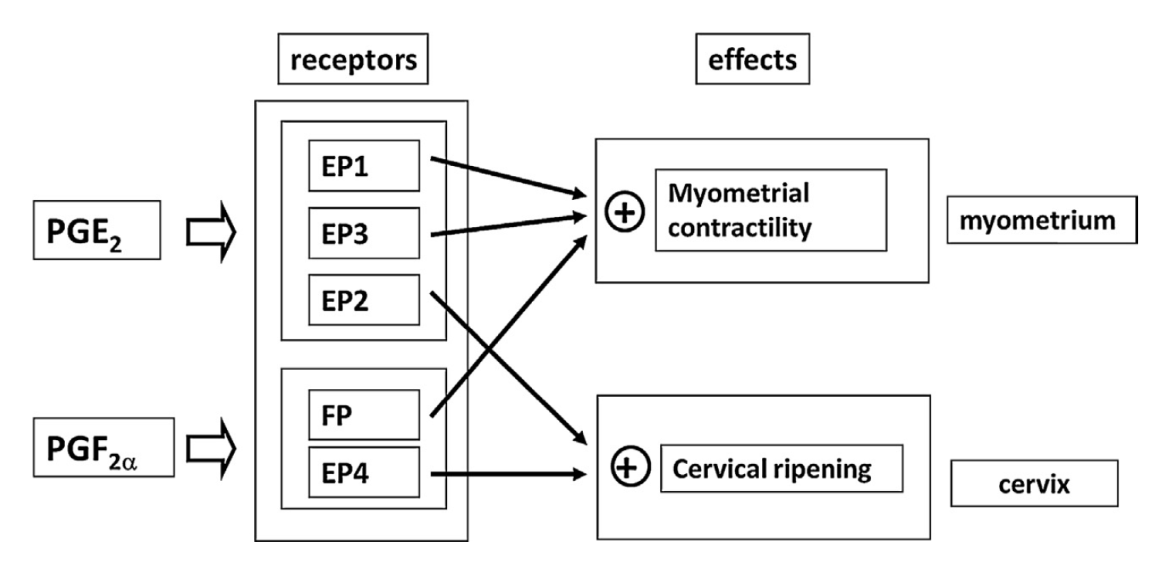 receptors
effects
PGE₂
EP1
EP3
EP2
Myometrial
contractility
myometrium
PGF₂α
FP
EP4
Cervical ripening
cervix